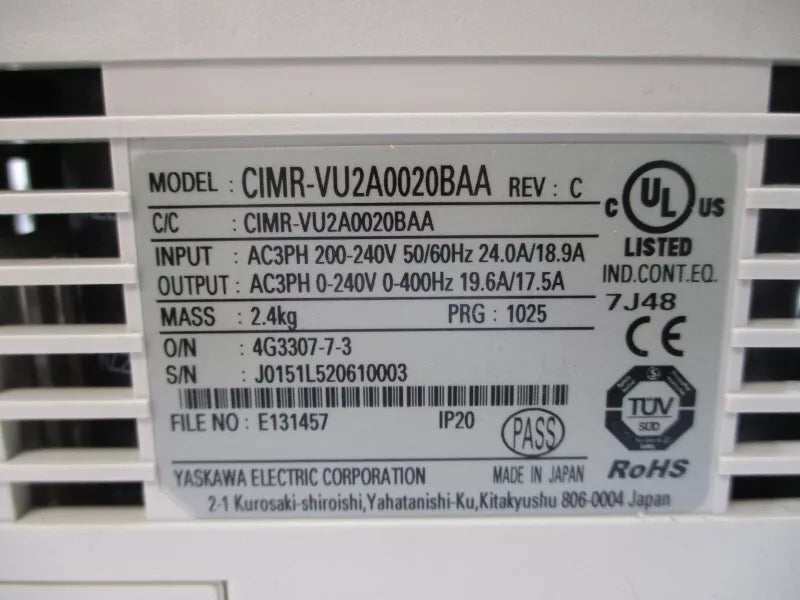 MODEL : CIMR-VU2A0020BAA REV : C
C/C : CIMR-VU2A0020BAA
INPUT : AC3PH 200-240V 50/60Hz 24.0A/18.9A
OUTPUT : AC3PH 0-240V 0-400Hz 19.6A/17.5A
MASS : 2.4kg PRG : 1025
O/N : 4G3307-7-3
S/N : J0151L520610003
FILE NO : E131457 IP20 PASS
YASKAWA ELECTRIC CORPORATION MADE IN JAPAN
2-1 Kurosaki-shiroishi,Yahatanishi-Ku,Kitakyushu 806-0004 Japan
C UL US
LISTED
IND.CONT.EQ.
7J48
CE
TÜV
SÜD
RoHS